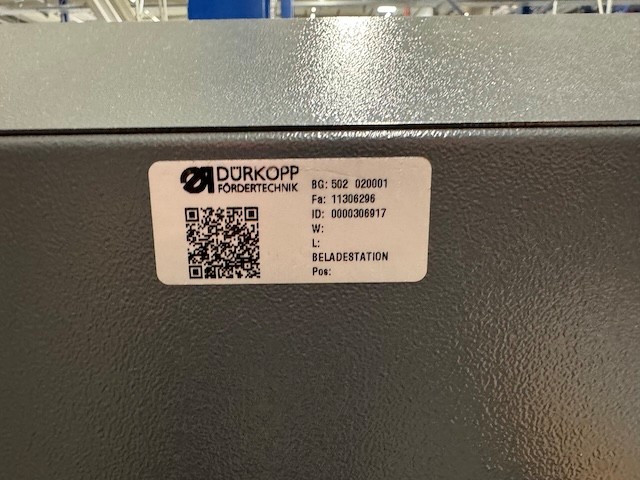 DÜRKOPP
FÖRDERTECHNIK
BG: 502 020001
Fa: 11306296
ID: 0000306917
W:
L:
BELADESTATION
Pos: